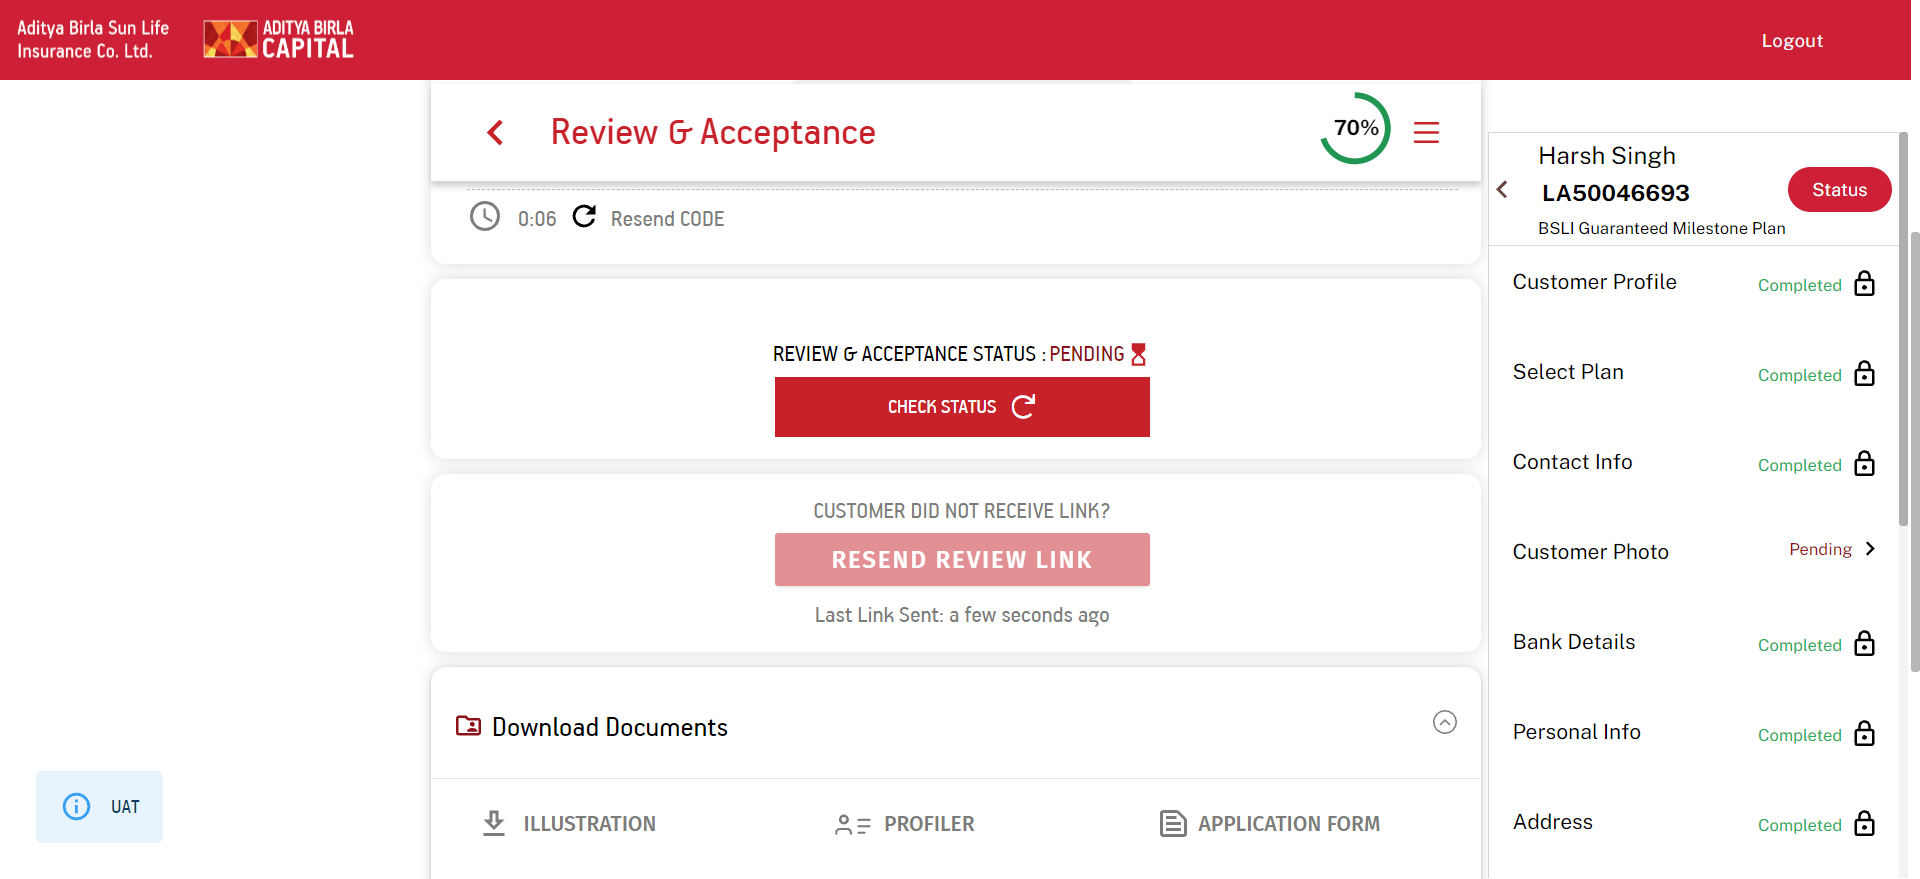 Aditya Birla Sun Life
Insurance Co. Ltd.
ADITYA BIRLA
CAPITAL
Logout
Review & Acceptance
70%
0:06 Resend CODE
REVIEW & ACCEPTANCE STATUS : PENDING
CHECK STATUS
CUSTOMER DID NOT RECEIVE LINK?
RESEND REVIEW LINK
Last Link Sent: a few seconds ago
Download Documents
ILLUSTRATION
PROFILER
APPLICATION FORM
UAT
Harsh Singh
LA50046693
Status
BSLI Guaranteed Milestone Plan
Customer Profile Completed
Select Plan Completed
Contact Info Completed
Customer Photo Pending
Bank Details Completed
Personal Info Completed
Address Completed